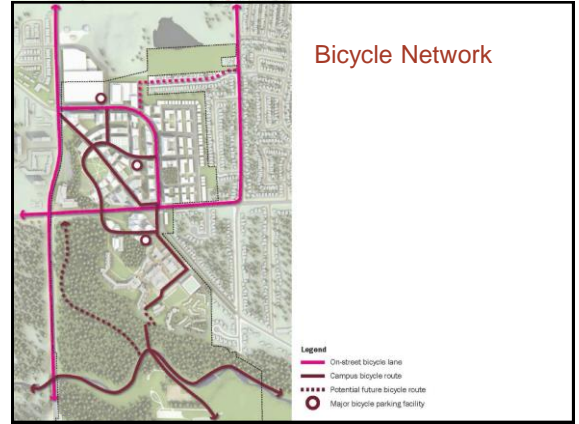 Bicycle Network
Legend
On-street bicycle lane
Campus bicycle route
Potential future bicycle route
Major bicycle parking facility